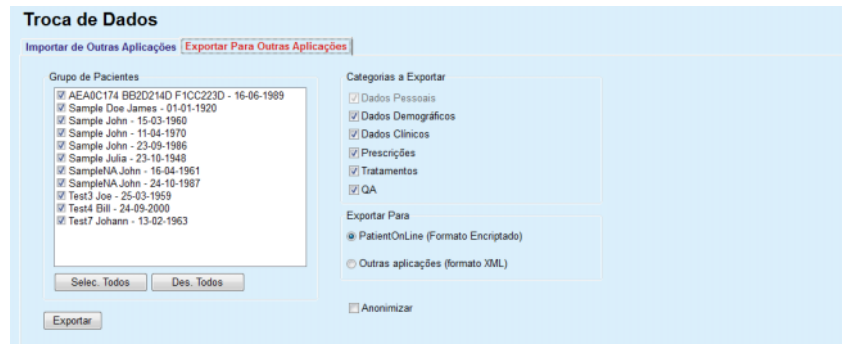 Troca de Dados
Importar de Outras Aplicações Exportar Para Outras Aplicações
Grupo de Pacientes
AEA0C174 BB2D214D F1CC223D - 16-06-1989
Sample Doe James - 01-01-1920
Sample John - 15-03-1960
Sample John - 11-04-1970
Sample John - 23-09-1986
Sample Julia - 23-10-1948
SampleNA John - 16-04-1961
SampleNA John - 24-10-1987
Test3 Joe - 25-03-1959
Test4 Bill - 24-09-2000
Test7 Johann - 13-02-1963
Selec. Todos Des. Todos
Exportar
Categorias a Exportar
Dados Pessoais
Dados Demográficos
Dados Clínicos
Prescrições
Tratamentos
QA
Exportar Para
PatientOnLine (Formato Encriptado)
Outras aplicações (formato XML)
Anonimizar